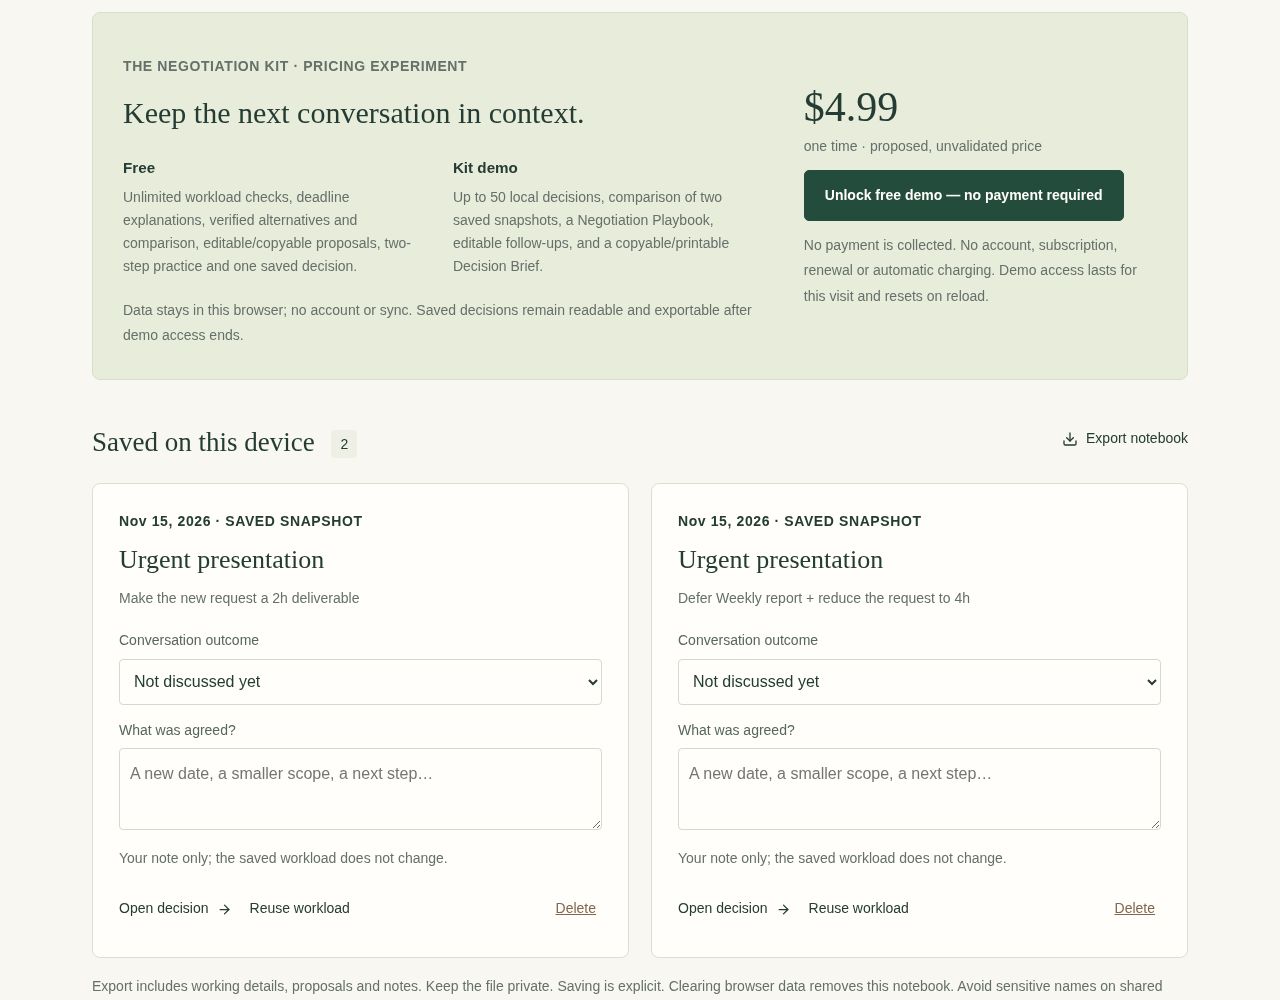 THE NEGOTIATION KIT · PRICING EXPERIMENT
Keep the next conversation in context.
Free
Unlimited workload checks, deadline
explanations, verified alternatives and
comparison, editable/copyable proposals, two-
step practice and one saved decision.
Kit demo
Up to 50 local decisions, comparison of two
saved snapshots, a Negotiation Playbook,
editable follow-ups, and a copyable/printable
Decision Brief.
Data stays in this browser; no account or sync. Saved decisions remain readable and exportable after
demo access ends.
$4.99
one time · proposed, unvalidated price
Unlock free demo — no payment required
No payment is collected. No account, subscription,
renewal or automatic charging. Demo access lasts for
this visit and resets on reload.
Saved on this device 2
Export notebook
Nov 15, 2026 · SAVED SNAPSHOT
Urgent presentation
Make the new request a 2h deliverable
Conversation outcome
Not discussed yet
What was agreed?
A new date, a smaller scope, a next step…
Your note only; the saved workload does not change.
Open decision → Reuse workload Delete
Nov 15, 2026 · SAVED SNAPSHOT
Urgent presentation
Defer Weekly report + reduce the request to 4h
Conversation outcome
Not discussed yet
What was agreed?
A new date, a smaller scope, a next step…
Your note only; the saved workload does not change.
Open decision → Reuse workload Delete
Export includes working details, proposals and notes. Keep the file private. Saving is explicit. Clearing browser data removes this notebook. Avoid sensitive names on shared